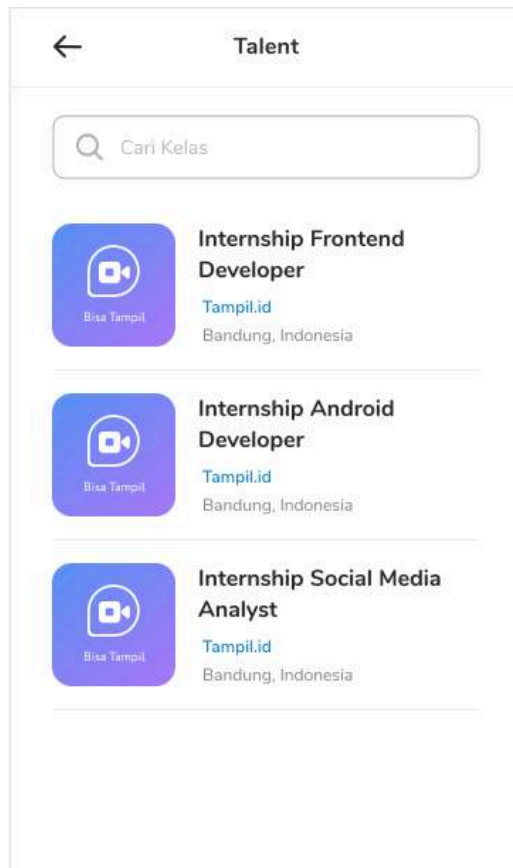 Talent
Cari Kelas
Internship Frontend
Developer
Bisa Tampil
Tampil.id
Bandung, Indonesia
Internship Android
Developer
Bisa Tampil
Tampil.id
Bandung, Indonesia
Internship Social Media
Analyst
Bisa Tampil
Tampil.id
Bandung, Indonesia